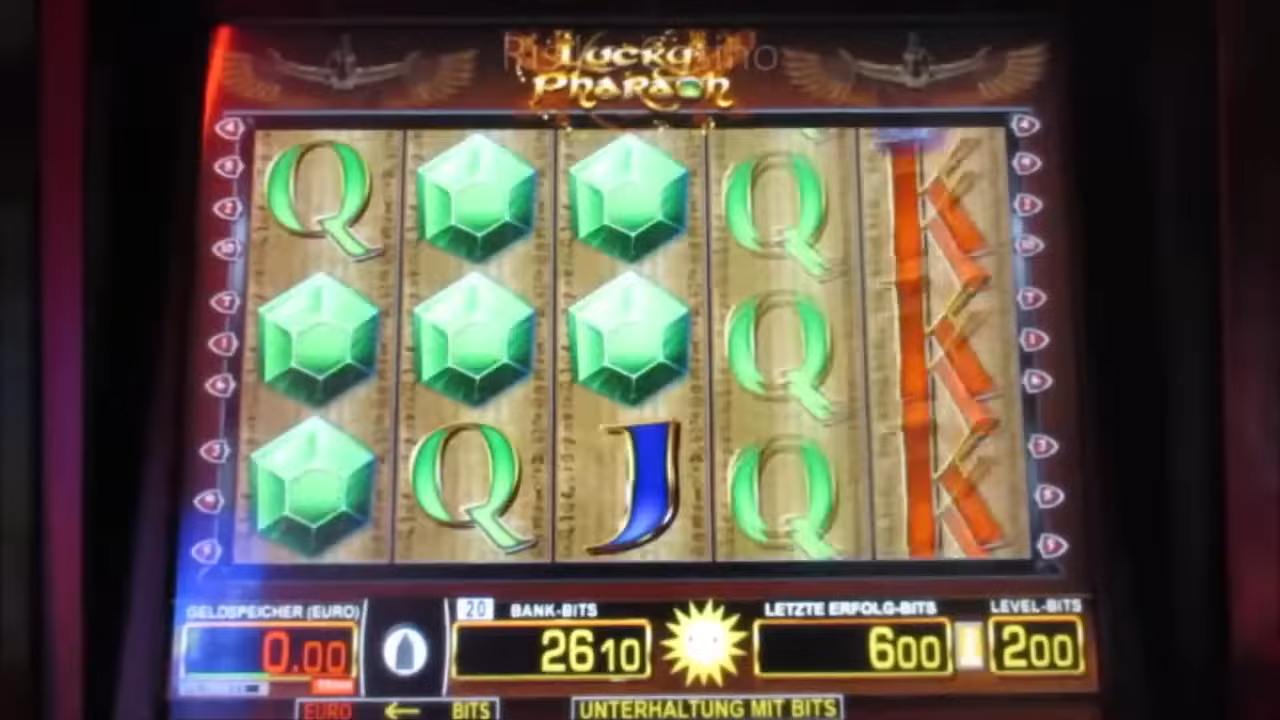 Lucky
Pharaoh
Q
Q
K
Q
K
Q
J
Q
K
GELDSPEICHER (EURO)
20
BANK-BITS
LETZTE ERFOLG-BITS
LEVEL-BITS
0.00
2610
600
200
EURO ← BITS
UNTERHALTUNG MIT BITS